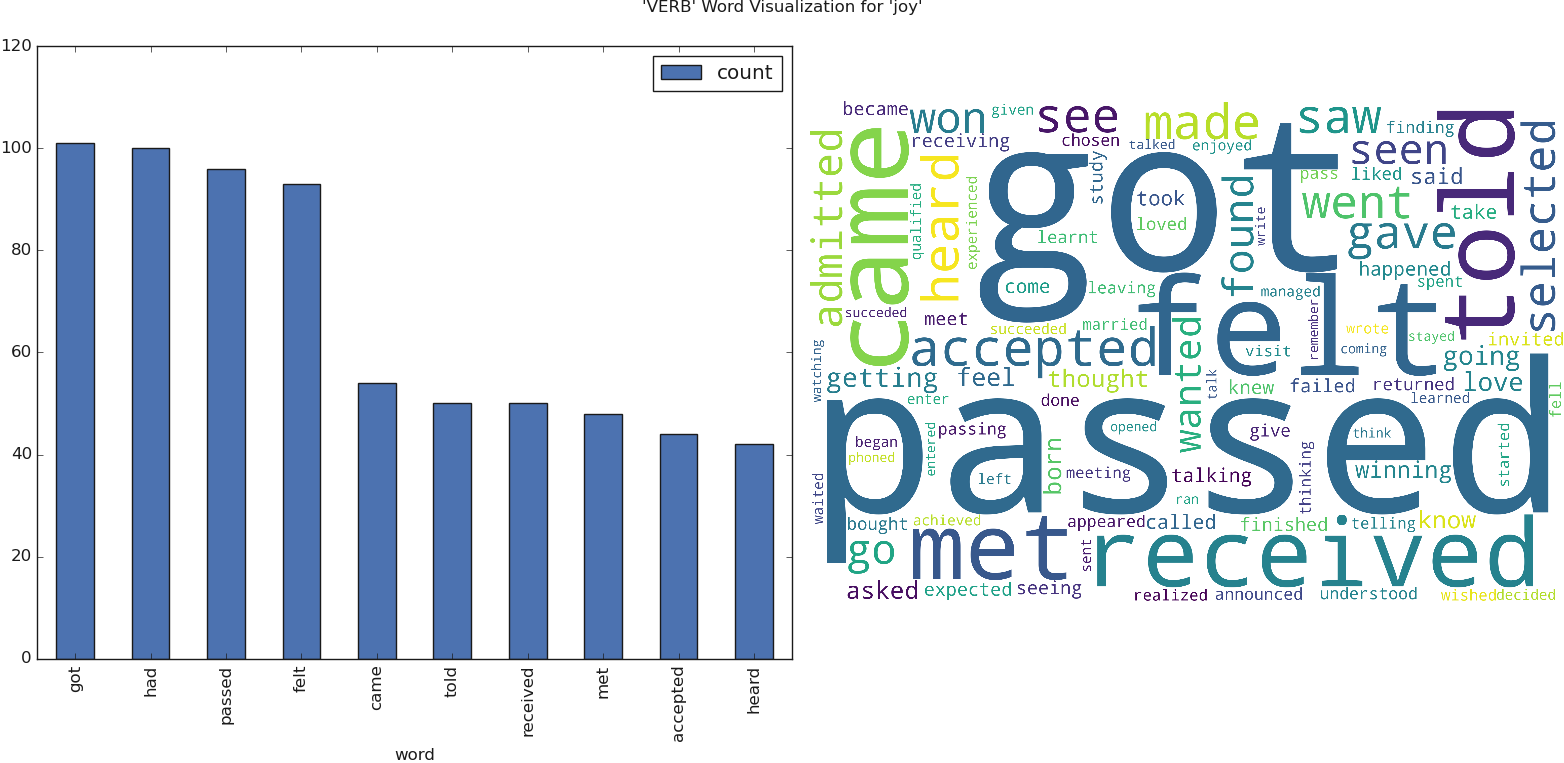 'VERB' Word Visualization for 'joy'
120
100
80
60
40
20
0
count
got
had
passed
felt
came
told
received
met
accepted
heard
word
became
won
given
see
made
saw
finding
told
selected
admitted
came
receiving
chosen
talked
enjoyed
seen
said
pass
liked
heard
qualified
experienced
got
study
took
loved
learnt
found
write
went
gave
take
happened
spent
come
leaving
managed
succeded
meet
succeeded
married
felt
remember
wrote
coming
stayed
invited
accepted
wanted
visit
going
watching
getting
feel
thought
talk
knew
failed
returned
love
learned
fell
enter
done
passed
began
phoned
entered
passing
left
born
opened
meeting
talking
give
think
thinking
winning
started
ran
waited
bought
achieved
appeared
called
finished
telling
know
go
met
sent
received
asked
expected
seeing
realized
announced
understood
wished
decided